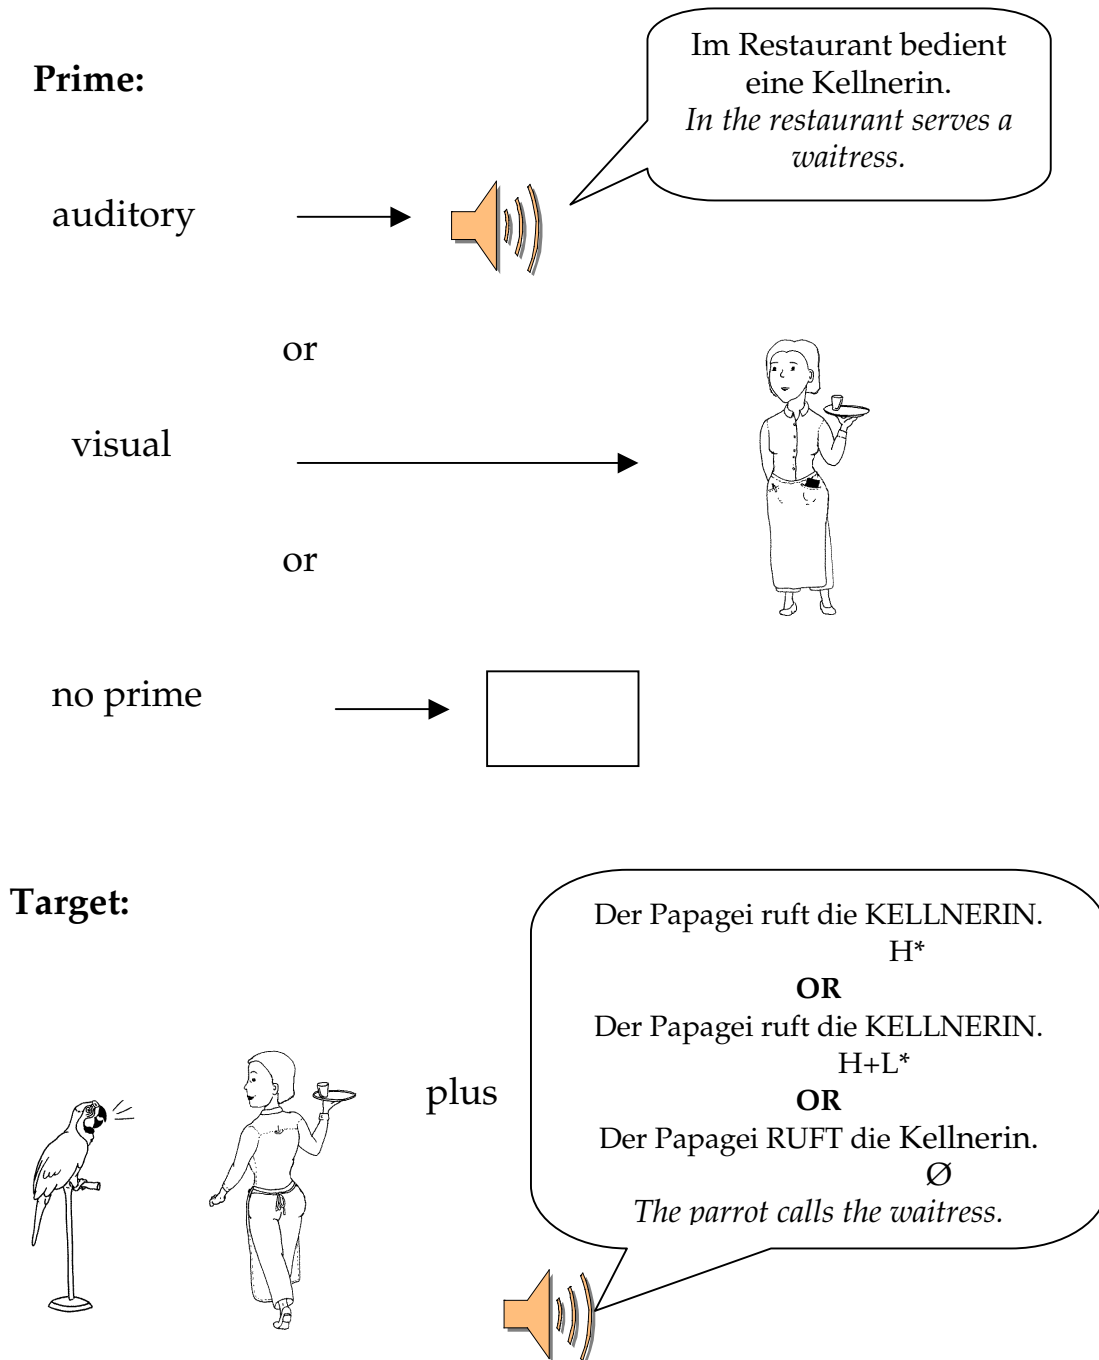 Prime:
Im Restaurant bedient
eine Kellnerin.
In the restaurant serves a
waitress.
auditory
or
visual
or
no prime
Target:
Der Papagei ruft die KELLNERIN.
H*
OR
Der Papagei ruft die KELLNERIN.
H+L*
OR
Der Papagei RUFT die Kellnerin.
Ø
The parrot calls the waitress.
plus